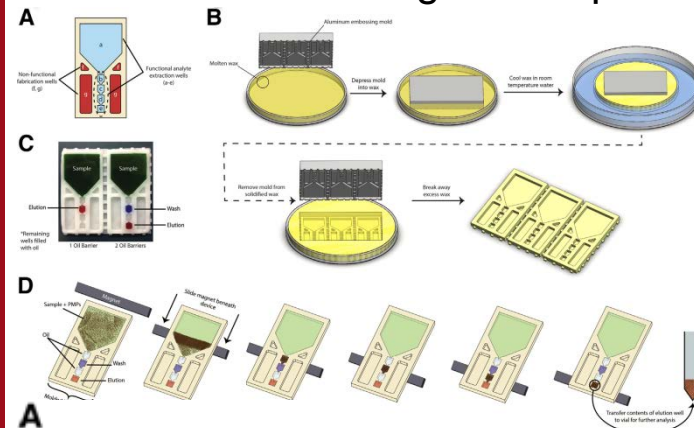 A
a
b
c
d
e
g
g
Non-functional
fabrication wells
(f, g)
Functional analyte
extraction wells
(a-e)
B
Aluminum embossing mold
Molten wax
Depress mold
into wax
Cool wax in room
temperature water
Remove mold from
solidified wax
Break away
excess wax
C
Sample
Sample
Elution
Wash
Elution
*Remaining
wells filled
with oil
1 Oil Barrier
2 Oil Barriers
D
Magnet
Slide magnet beneath
device
Sample + PMPs
Oil
Wash
Elution
Transfer contents of elution well
to vial for further analysis
A